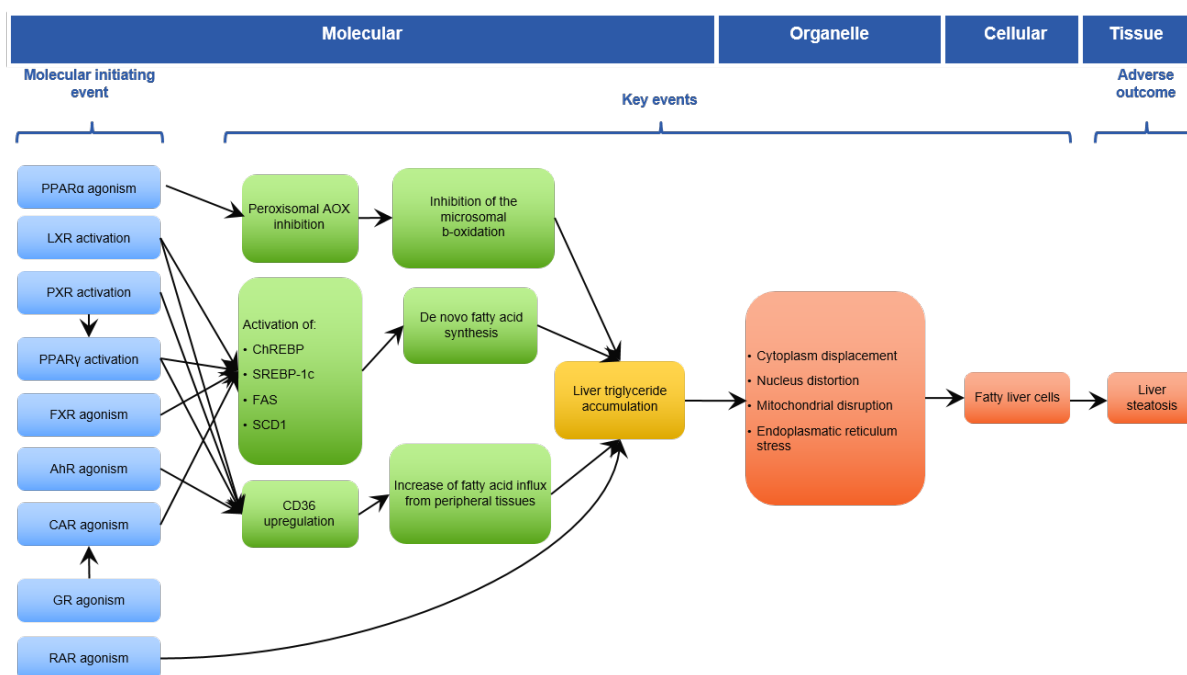 Molecular
Organelle
Cellular
Tissue
Molecular initiating
event
Key events
Adverse
outcome
PPARα agonism
LXR activation
PXR activation
PPARγ activation
FXR agonism
AhR agonism
CAR agonism
GR agonism
RAR agonism
Peroxisomal AOX
inhibition
Inhibition of the
microsomal
b-oxidation
Activation of:
• ChREBP
• SREBP-1c
• FAS
• SCD1
De novo fatty acid
synthesis
CD36
upregulation
Increase of fatty acid influx
from peripheral tissues
Liver triglyceride
accumulation
• Cytoplasm displacement
• Nucleus distortion
• Mitochondrial disruption
• Endoplasmatic reticulum
stress
Fatty liver cells
Liver
steatosis